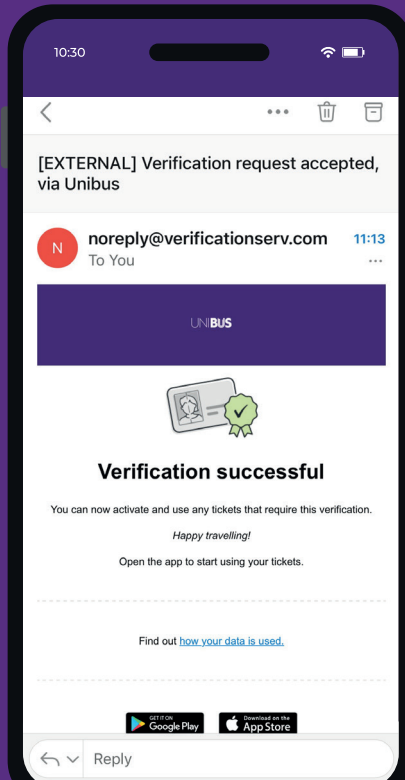 10:30
[EXTERNAL] Verification request accepted,
via Unibus
N
noreply@verificationserv.com
11:13
To You
UNIBUS
Verification successful
You can now activate and use any tickets that require this verification.
Happy travelling!
Open the app to start using your tickets.
Find out how your data is used.
GET IT ON
Google Play
Download on the
App Store
Reply